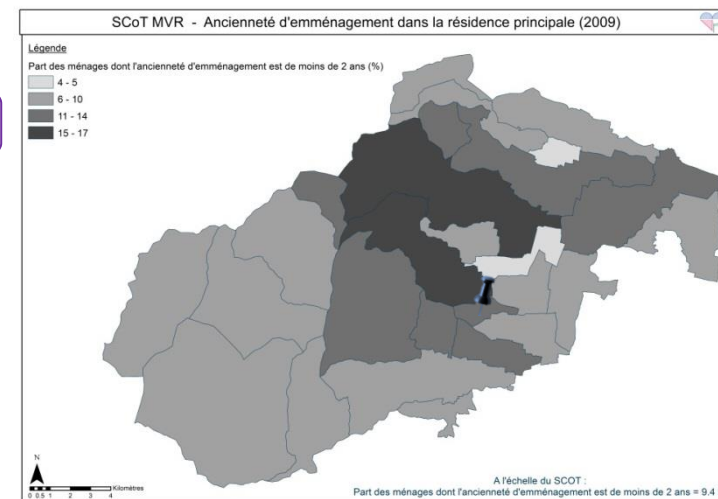 SCoT MVR - Ancienneté d'emménagement dans la résidence principale (2009)
Légende
Part des ménages dont l'ancienneté d'emménagement est de moins de 2 ans (%)
4 - 5
6 - 10
11 - 14
15 - 17
N
0 0.5 1 2 3 4 Kilomètres
A l'échelle du SCOT :
Part des ménages dont l'ancienneté d'emménagement est de moins de 2 ans = 9.4